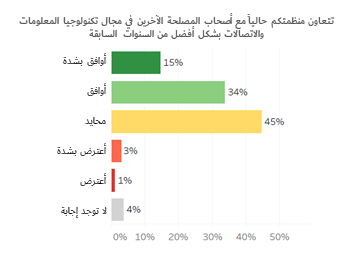 تتعاون منظمتكم حالياً مع أصحاب المصلحة الآخرين في مجال تكنولوجيا المعلومات
والاتصالات بشكل أفضل من السنوات السابقة
أوافق بشدة 15%
أوافق 34%
محايد 45%
أعترض بشدة 3%
أعترض 1%
لا توجد إجابة 4%
0% 10% 20% 30% 40% 50%